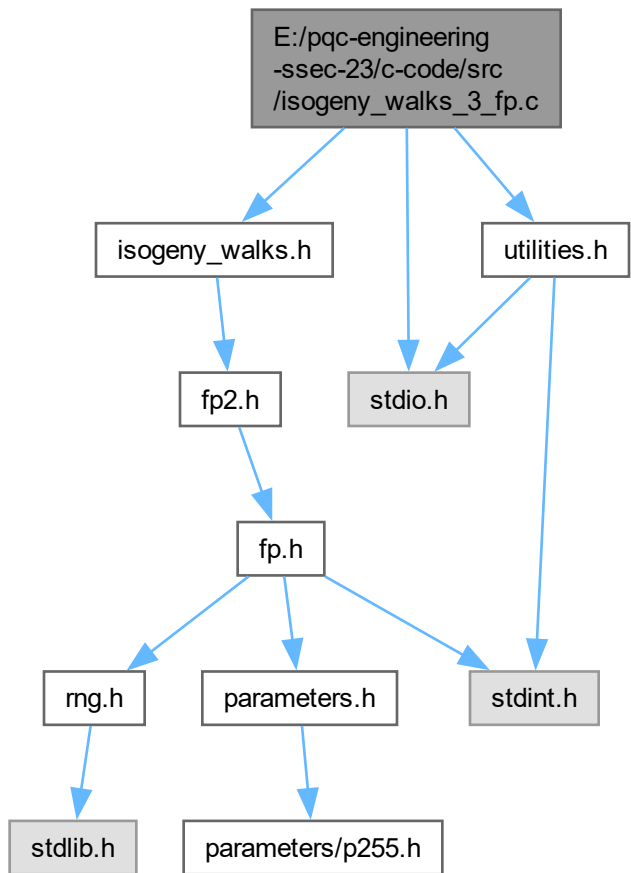 E:/pqc-engineering
-ssec-23/c-code/src
/isogeny_walks_3_fp.c
isogeny_walks.h
utilities.h
fp2.h
stdio.h
fp.h
rng.h
parameters.h
stdint.h
stdlib.h
parameters/p255.h